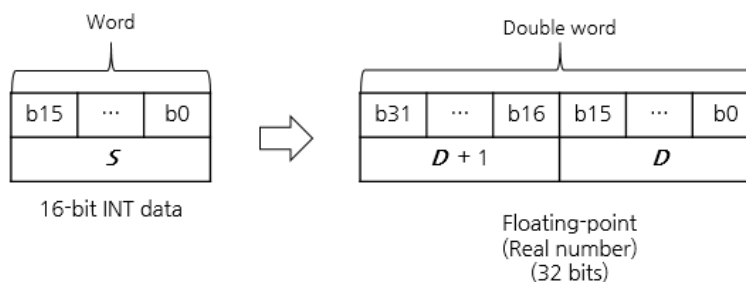 Word
Double word
b15 ⋯ b0
b31 ⋯ b16 b15 ⋯ b0
S
D + 1 D
16-bit INT data
Floating-point
(Real number)
(32 bits)